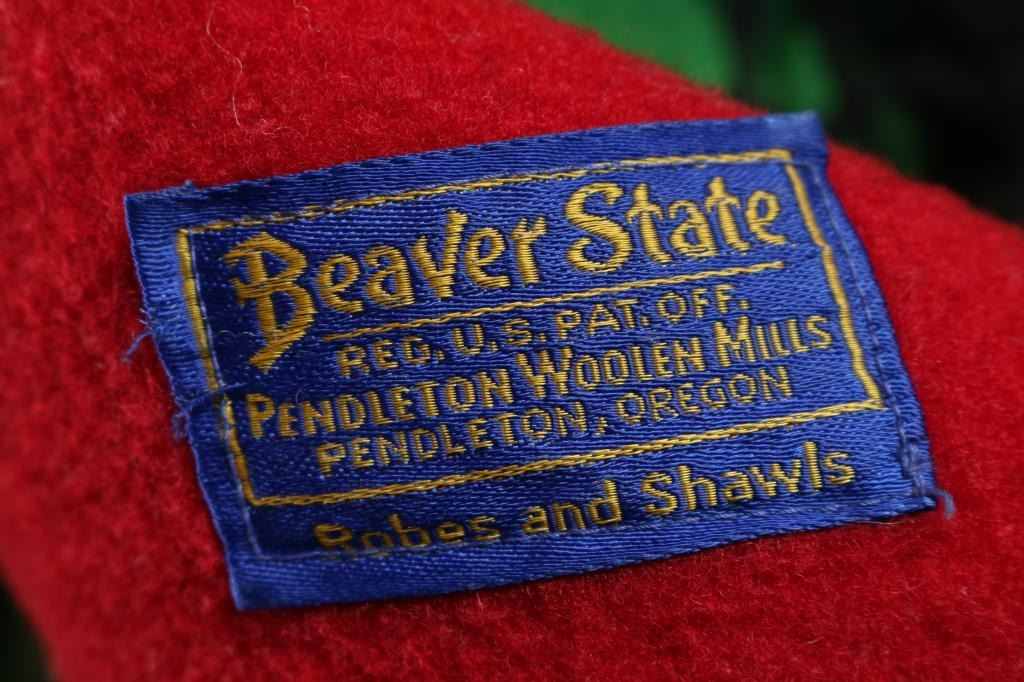 Beaver State
REG. U.S. PAT. OFF.
PENDLETON WOOLEN MILLS
PENDLETON, OREGON
Robes and Shawls